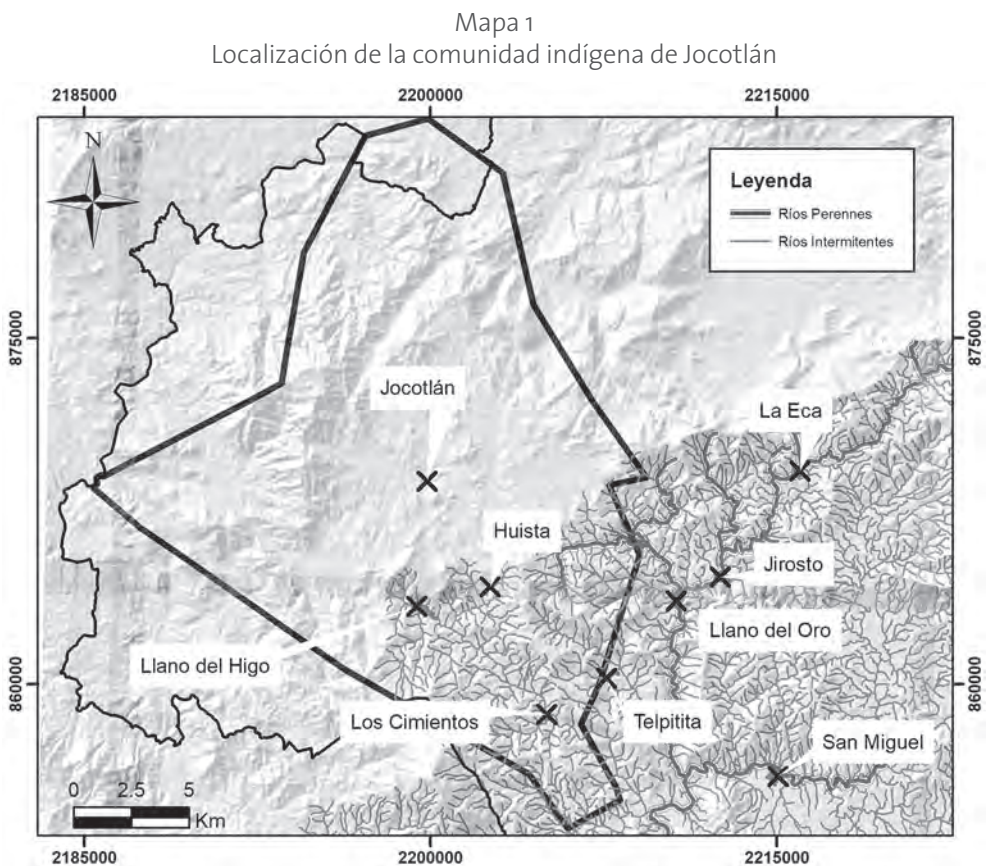 Mapa 1
Localización de la comunidad indígena de Jocotlán
2185000
2200000
2215000
N
Leyenda
Ríos Perennes
Ríos Intermitentes
875000
875000
Jocotlán
La Eca
Huista
Jirosto
Llano del Oro
Llano del Higo
860000
860000
Los Cimientos
Telpitita
San Miguel
0
2.5
5
Km
2185000
2200000
2215000